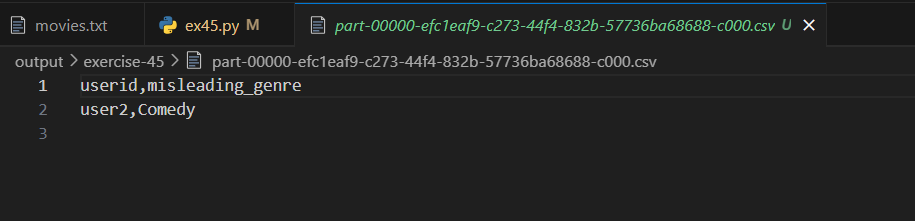 movies.txt ex45.py M part-00000-efc1eaf9-c273-44f4-832b-57736ba68688-c000.csv U
output > exercise-45 > part-00000-efc1eaf9-c273-44f4-832b-57736ba68688-c000.csv
1 userid,misleading_genre
2 user2,Comedy
3